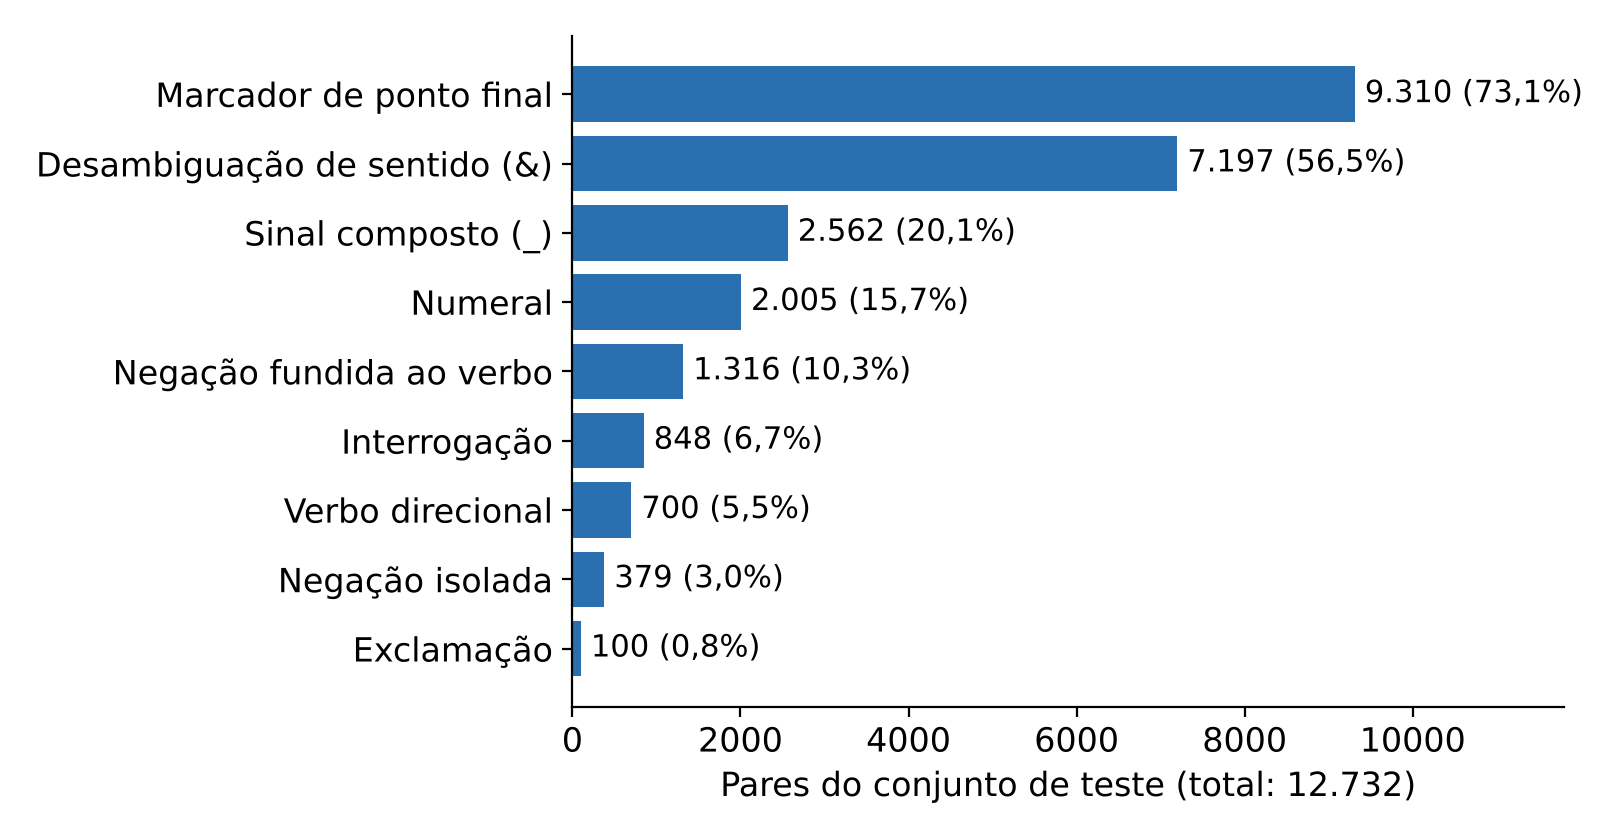 Marcador de ponto final 9.310 (73,1%)
Desambiguação de sentido (&) 7.197 (56,5%)
Sinal composto (_) 2.562 (20,1%)
Numeral 2.005 (15,7%)
Negação fundida ao verbo 1.316 (10,3%)
Interrogação 848 (6,7%)
Verbo direcional 700 (5,5%)
Negação isolada 379 (3,0%)
Exclamação 100 (0,8%)
0 2000 4000 6000 8000 10000
Pares do conjunto de teste (total: 12.732)